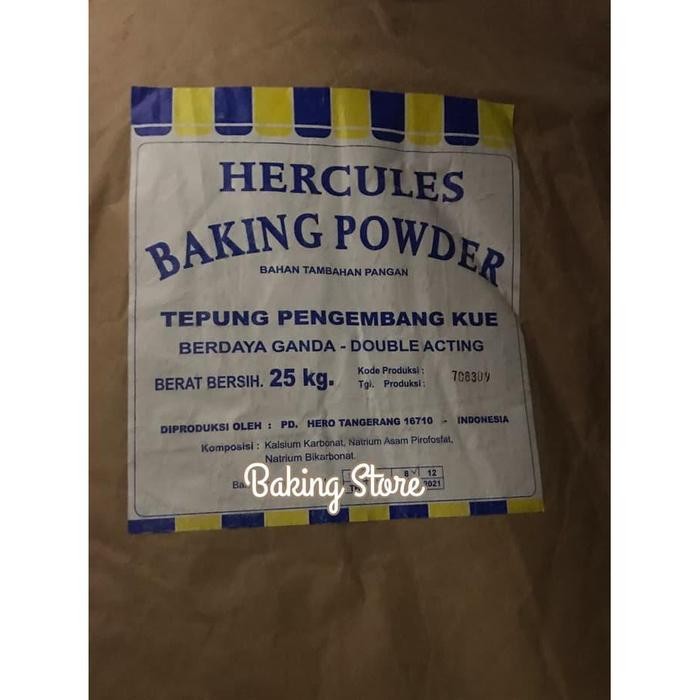 HERCULES
BAKING POWDER
BAHAN TAMBAHAN PANGAN
TEPUNG PENGEMBANG KUE
BERDAYA GANDA - DOUBLE ACTING
BERAT BERSIH. 25 kg.
Kode Produksi :
Tgl. Produksi :
DIPRODUKSI OLEH : PD. HERO TANGERANG 16710 - INDONESIA
Komposisi : Kalsium Karbonat, Natrium Asam Pirofosfat,
Natrium Bikarbonat.
8 12
2021
Baking Store